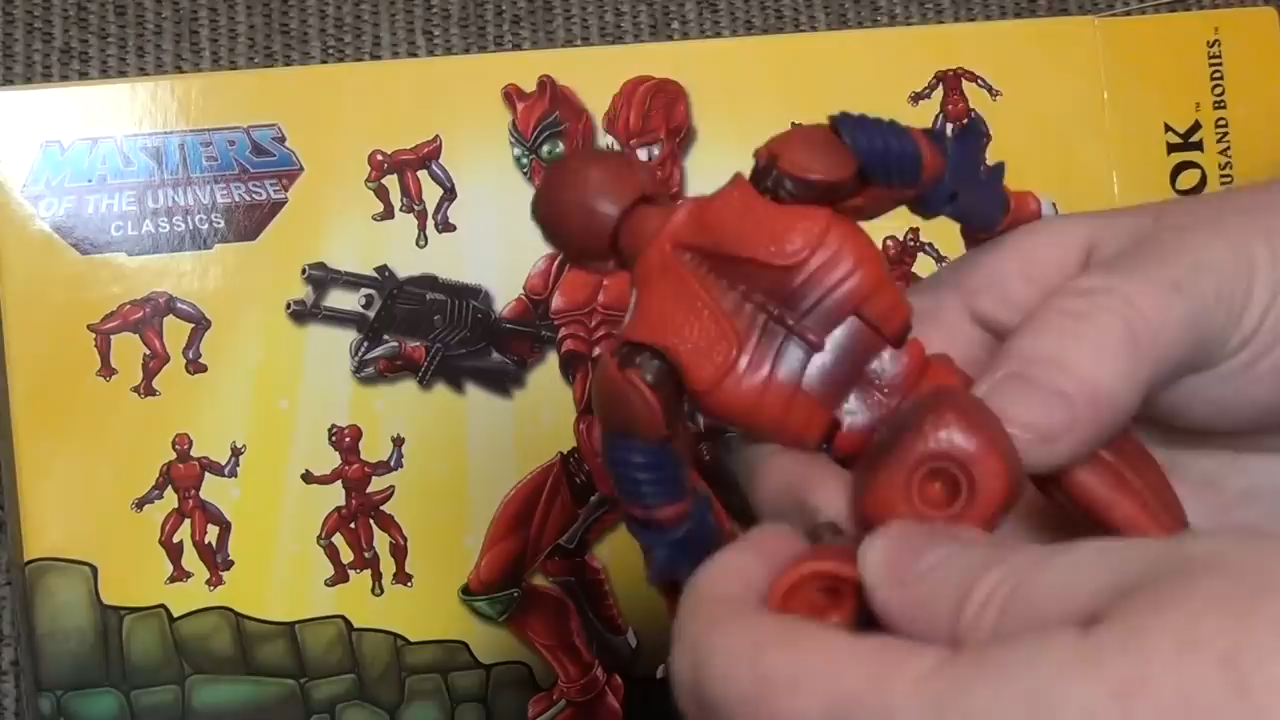 MASTERS
OF THE UNIVERSE
CLASSICS
OK™
USAND BODIES™